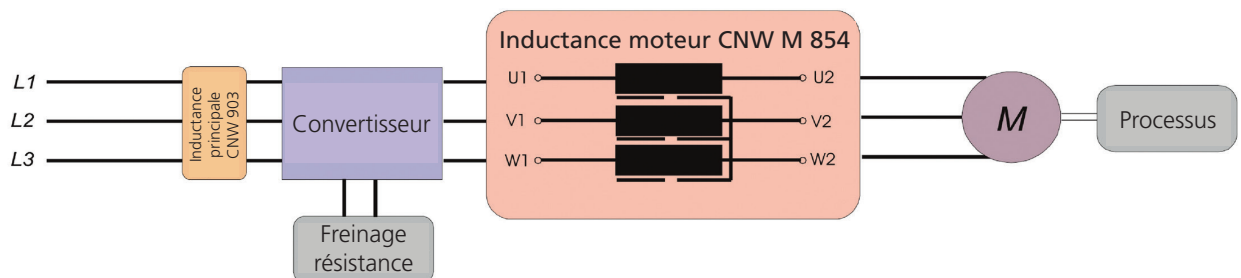 Inductance moteur CNW M 854
L1
L2
L3
Inductance
principale
CNW 903
Convertisseur
U1
U2
V1
V2
W1
W2
M
Processus
Freinage
résistance